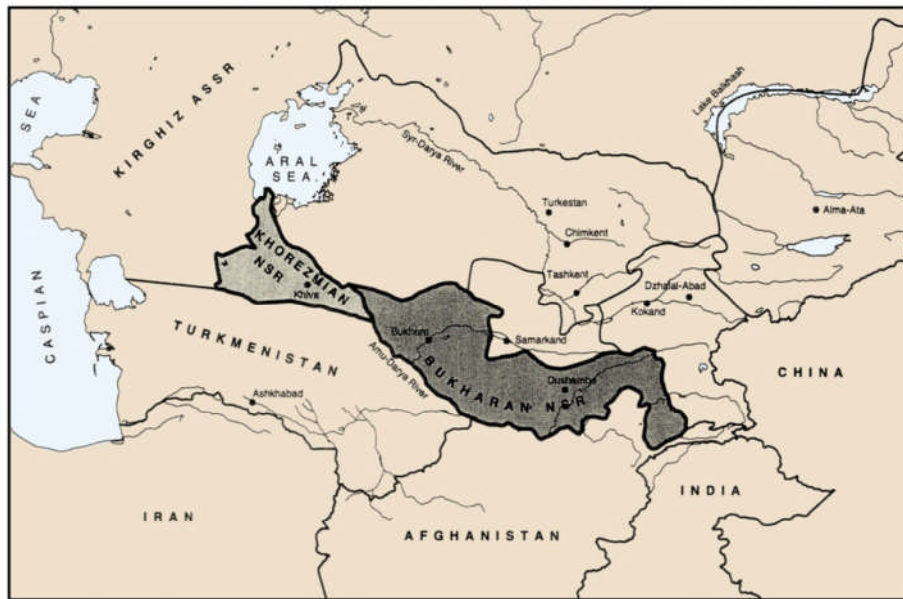 SEA
KIRGHIZ ASSR
ARAL
SEA
Syr-Darya River
Lake Balkhash
Turkestan
Alma-Ata
Chimkent
KHOREZMIAN
NSR
Khiva
Tashkent
Dzhalal-Abad
Kokand
CASPIAN
TURKMENISTAN
Bukhara
Samarkand
Amu-Darya River
BUKHARAN NSR
Dushambe
CHINA
Ashkhabad
INDIA
IRAN
AFGHANISTAN